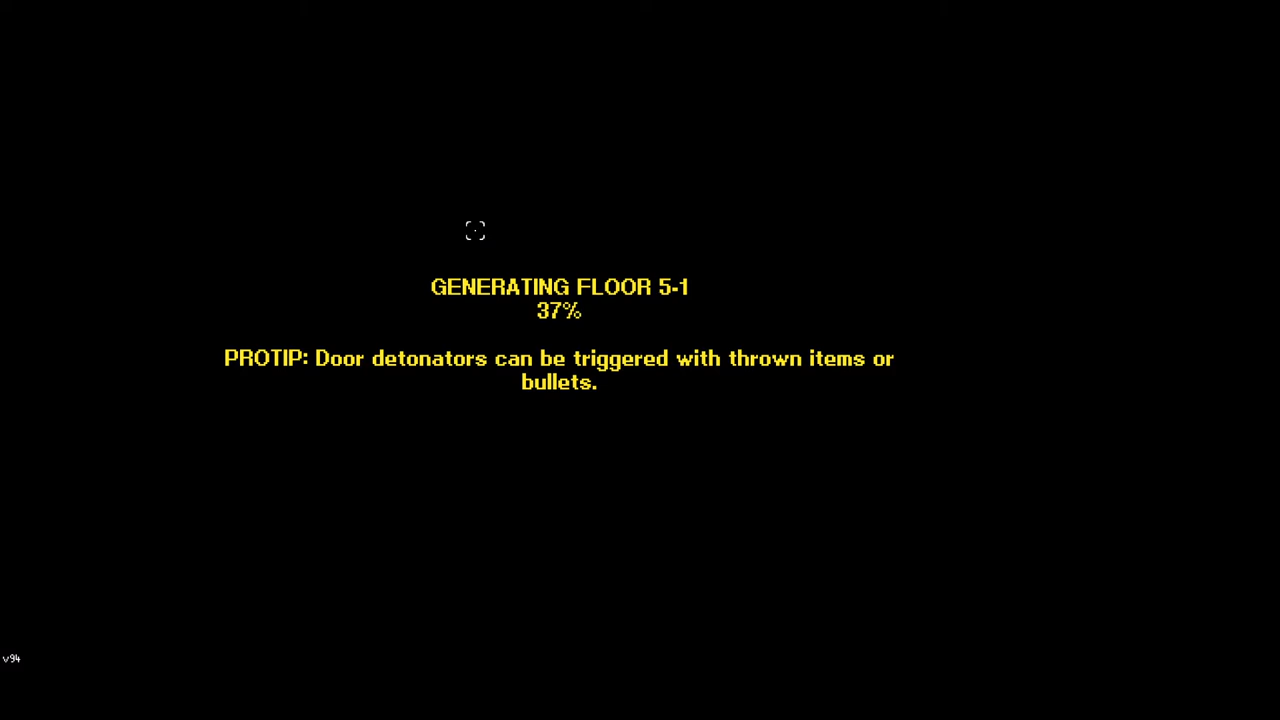 GENERATING FLOOR 5-1
37%
PROTIP: Door detonators can be triggered with thrown items or
bullets.
v94